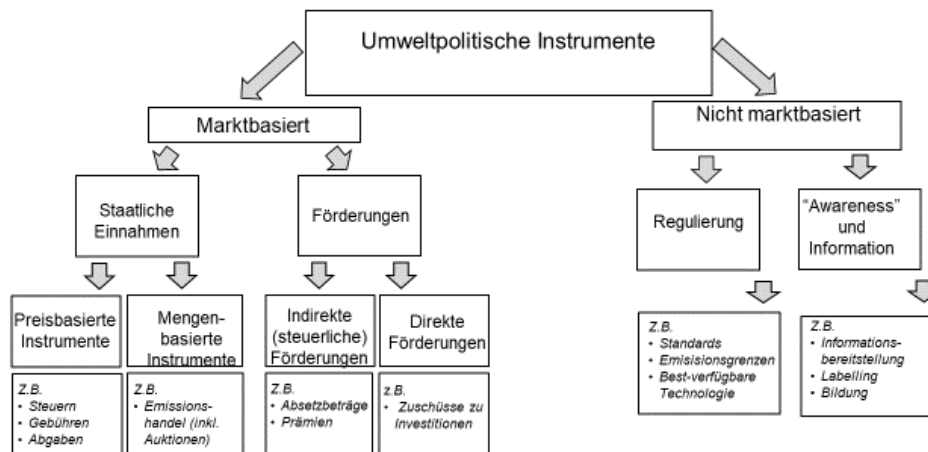 Umweltpolitische Instrumente
Marktbasiert
Nicht marktbasiert
Staatliche
Einnahmen
Förderungen
Regulierung
“Awareness”
und
Information
Preisbasierte
Instrumente
Mengen-
basierte
Instrumente
Indirekte
(steuerliche)
Förderungen
Direkte
Förderungen
Z.B.
• Steuern
• Gebühren
• Abgaben
Z.B.
• Emissions-
handel (inkl.
Auktionen)
Z.B.
• Absetzbeträge
• Prämien
z.B.
• Zuschüsse zu
Investitionen
Z.B.
• Standards
• Emisisionsgrenzen
• Best-verfügbare
Technologie
Z.B.
• Informations-
bereitstellung
• Labelling
• Bildung